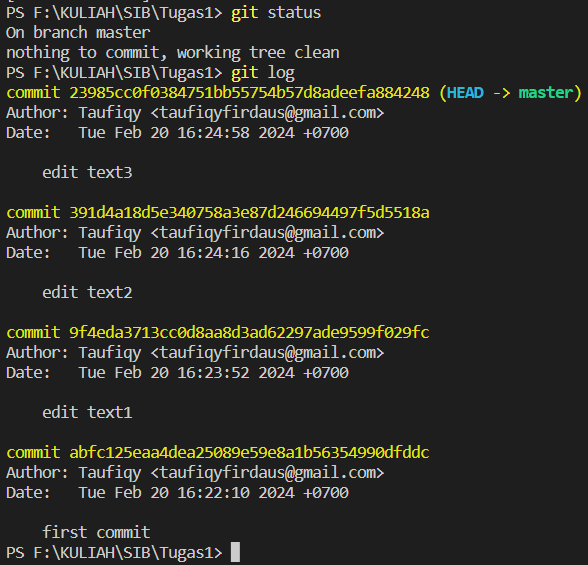 PS F:\KULIAH\SIB\Tugas1> git status
On branch master
nothing to commit, working tree clean
PS F:\KULIAH\SIB\Tugas1> git log
commit 23985cc0f0384751bb55754b57d8adeefa884248 (HEAD -> master)
Author: Taufiqy <taufiqyfirdaus@gmail.com>
Date:   Tue Feb 20 16:24:58 2024 +0700

    edit text3

commit 391d4a18d5e340758a3e87d246694497f5d5518a
Author: Taufiqy <taufiqyfirdaus@gmail.com>
Date:   Tue Feb 20 16:24:16 2024 +0700

    edit text2

commit 9f4eda3713cc0d8aa8d3ad62297ade9599f029fc
Author: Taufiqy <taufiqyfirdaus@gmail.com>
Date:   Tue Feb 20 16:23:52 2024 +0700

    edit text1

commit abfc125eaa4dea25089e59e8a1b56354990dfddc
Author: Taufiqy <taufiqyfirdaus@gmail.com>
Date:   Tue Feb 20 16:22:10 2024 +0700

    first commit
PS F:\KULIAH\SIB\Tugas1>